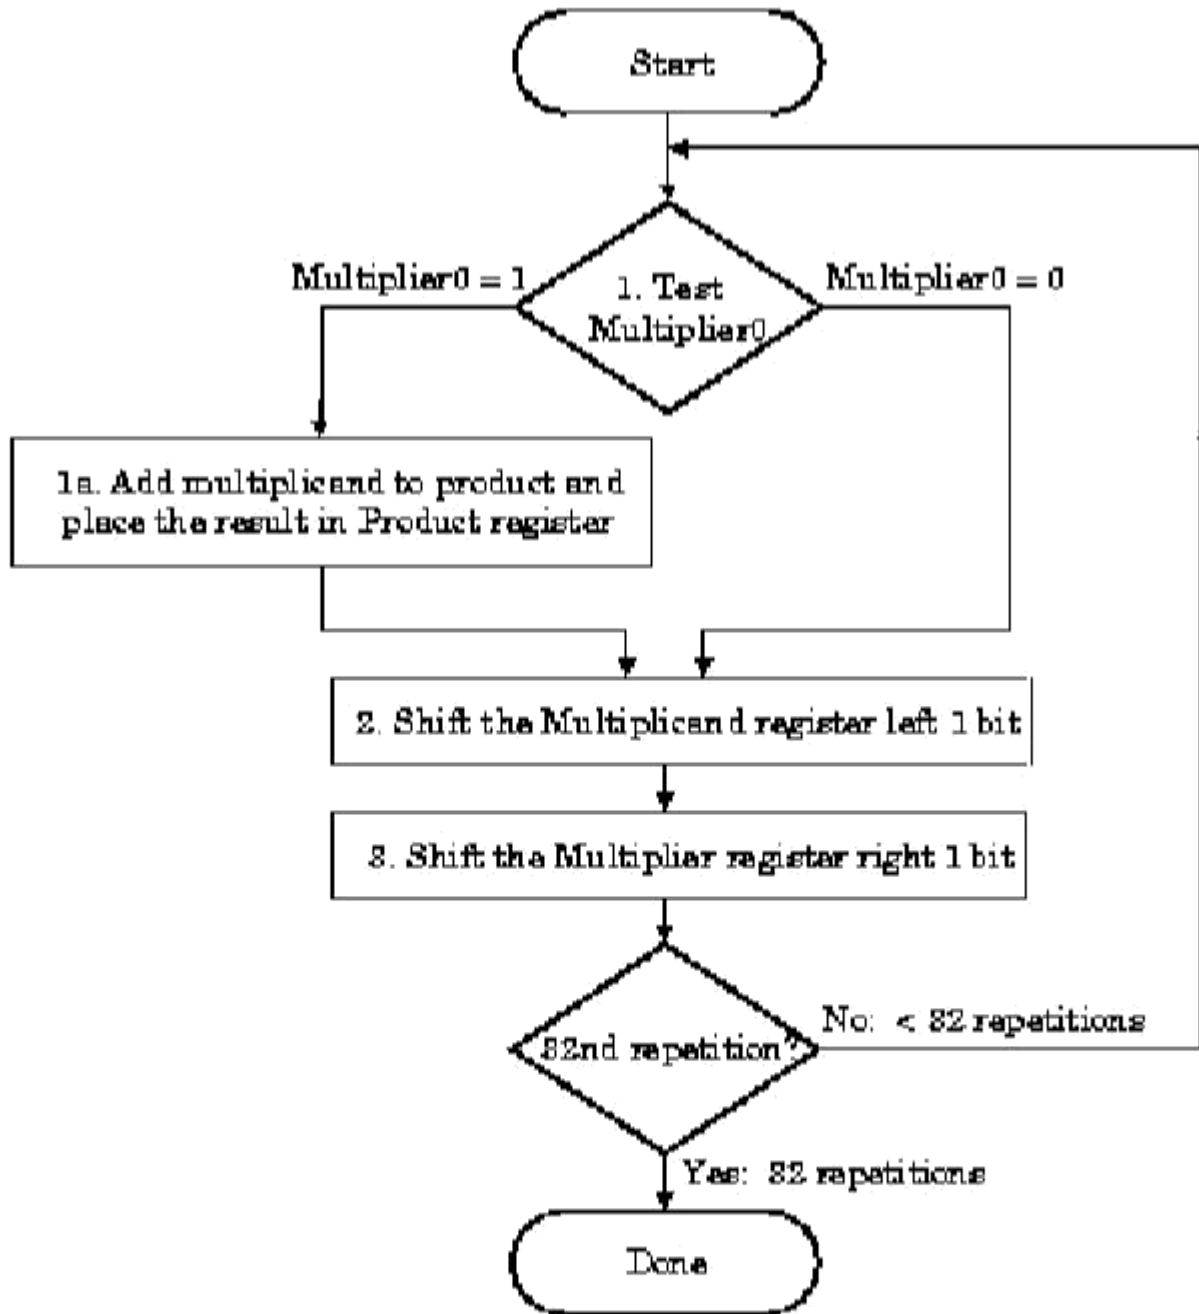 Start
Multiplier0 = 1
1. Test
Multiplier0
Multiplier0 = 0
1a. Add multiplicand to product and
place the result in Product register
2. Shift the Multiplicand register left 1 bit
3. Shift the Multiplier register right 1 bit
32nd repetition?
No: < 32 repetitions
Yes: 32 repetitions
Done